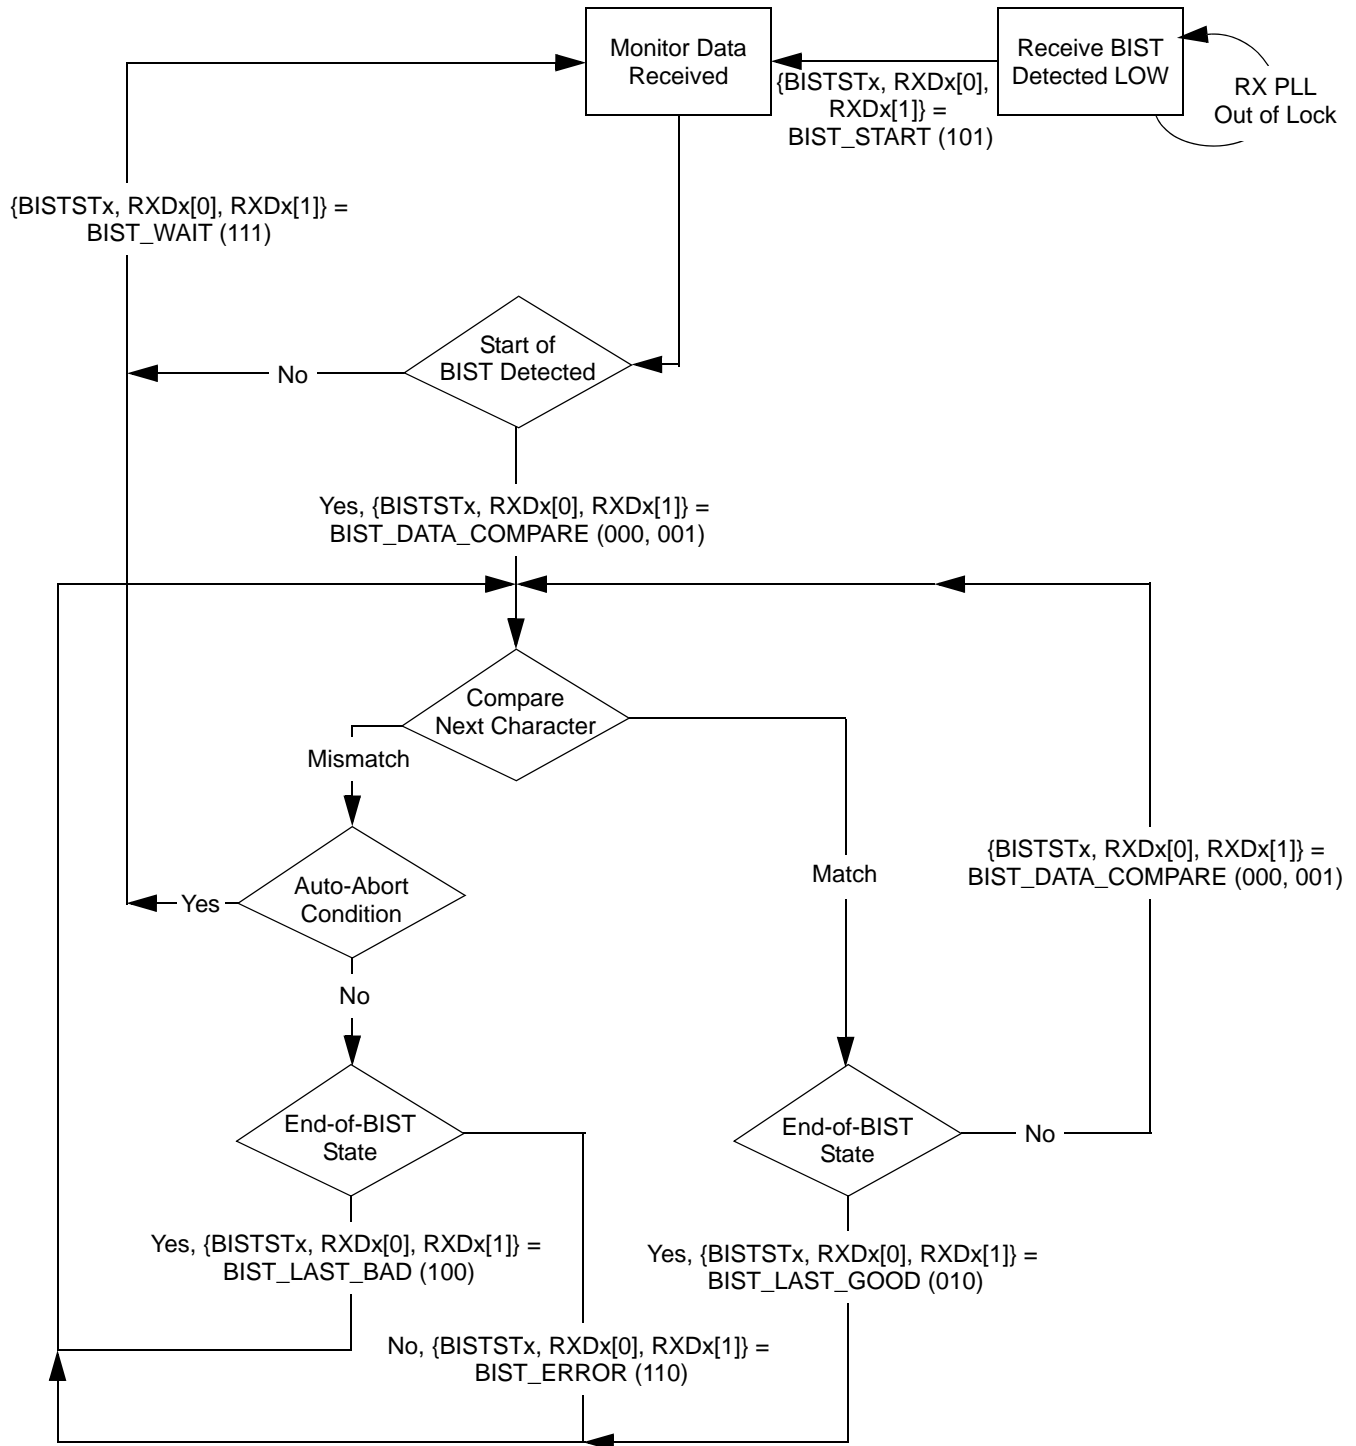 Monitor Data
Received
Receive BIST
Detected LOW
RX PLL
Out of Lock
{BISTSTx, RXDx[0],
RXDx[1]} =
BIST_START (101)
{BISTSTx, RXDx[0], RXDx[1]} =
BIST_WAIT (111)
Start of
BIST Detected
No
Yes, {BISTSTx, RXDx[0], RXDx[1]} =
BIST_DATA_COMPARE (000, 001)
Compare
Next Character
Mismatch
Match
{BISTSTx, RXDx[0], RXDx[1]} =
BIST_DATA_COMPARE (000, 001)
Auto-Abort
Condition
Yes
No
End-of-BIST
State
End-of-BIST
State
No
Yes, {BISTSTx, RXDx[0], RXDx[1]} =
BIST_LAST_BAD (100)
Yes, {BISTSTx, RXDx[0], RXDx[1]} =
BIST_LAST_GOOD (010)
No, {BISTSTx, RXDx[0], RXDx[1]} =
BIST_ERROR (110)